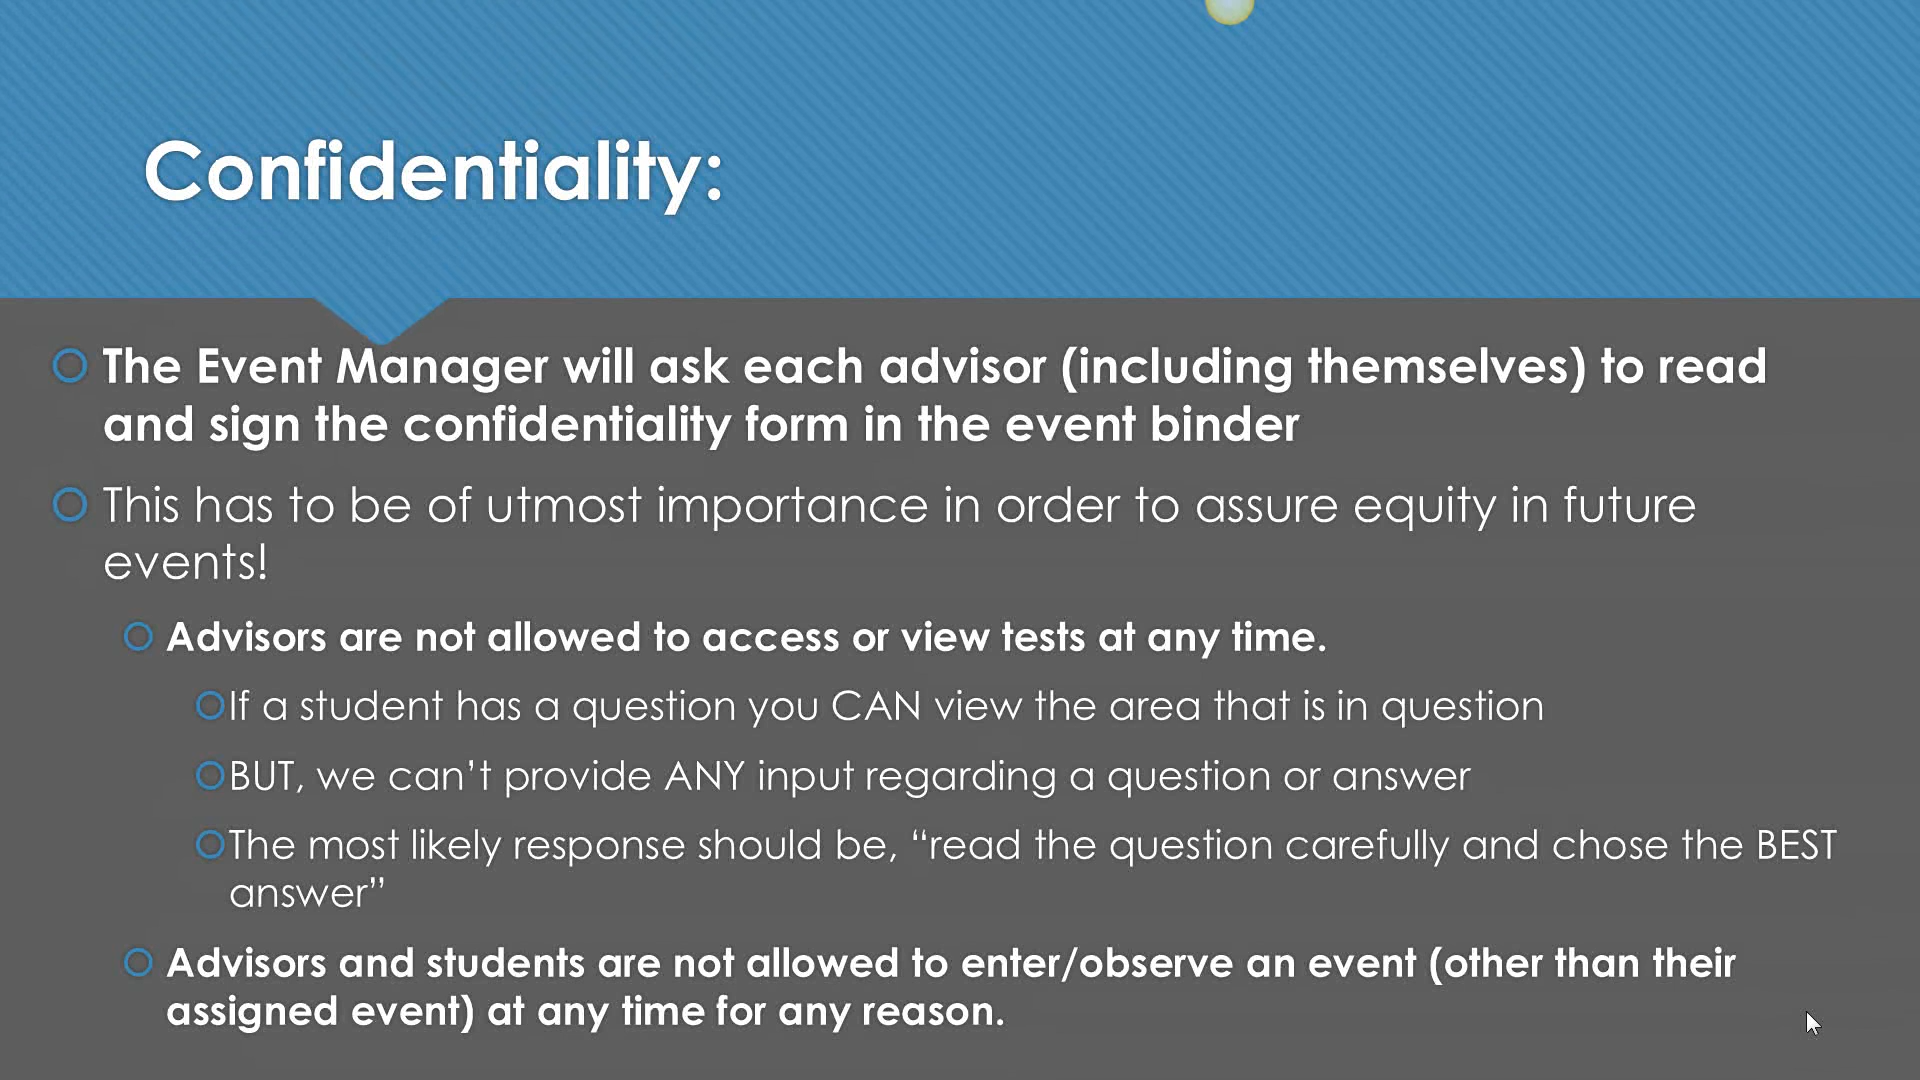 Confidentiality:
The Event Manager will ask each advisor (including themselves) to read
and sign the confidentiality form in the event binder
This has to be of utmost importance in order to assure equity in future
events!
Advisors are not allowed to access or view tests at any time.
If a student has a question you CAN view the area that is in question
BUT, we can’t provide ANY input regarding a question or answer
The most likely response should be, “read the question carefully and chose the BEST
answer”
Advisors and students are not allowed to enter/observe an event (other than their
assigned event) at any time for any reason.